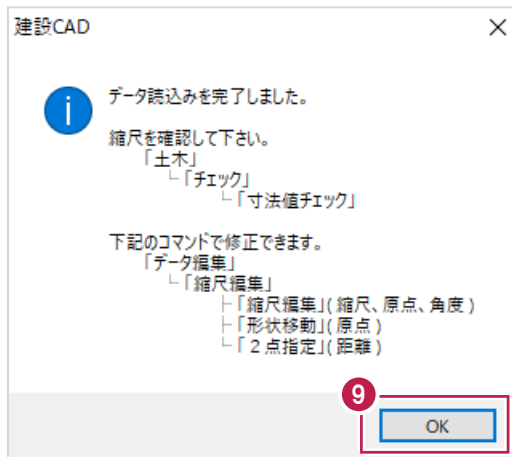 建設CAD
データ読込みを完了しました。
縮尺を確認して下さい。
「土木」
└「チェック」
└「寸法値チェック」
下記のコマンドで修正できます。
「データ編集」
└「縮尺編集」
├「縮尺編集」(縮尺、原点、角度)
├「形状移動」(原点)
└「２点指定」(距離)
9
OK